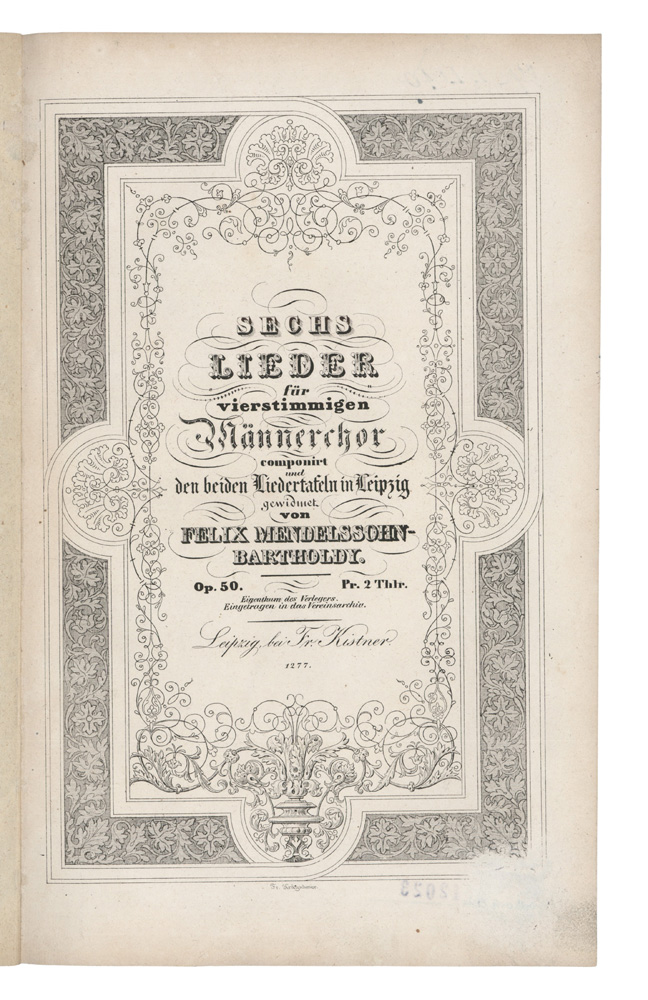 SECHS
LIEDER
für
vierstimmigen
Männerchor
componirt
und
den beiden Liedertafeln in Leipzig
gewidmet
von
FELIX MENDELSSOHN-
BARTHOLDY.
Op. 50. Pr. 2 Thlr.
Eigenthum des Verlegers.
Eingetragen in das Vereinsarchiv.
Leipzig, bei Fr. Kistner.
1277.